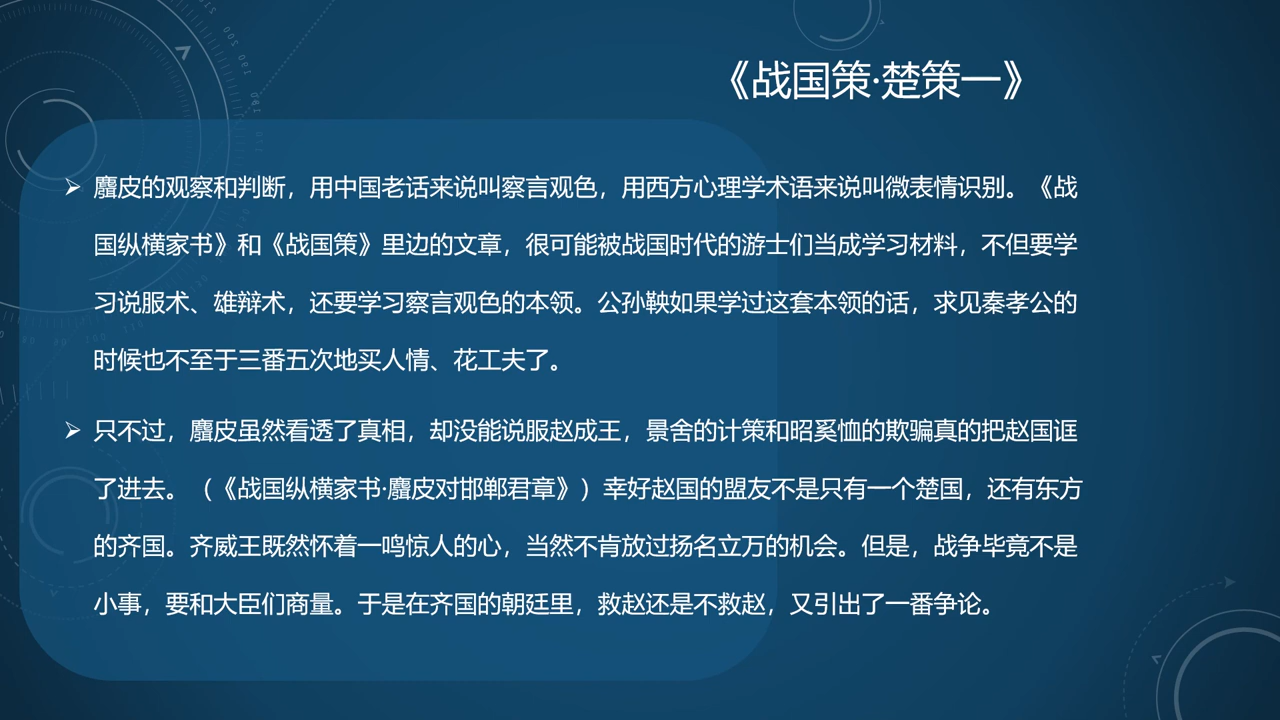 《战国策·楚策一》
麕皮的观察和判断，用中国老话来说叫察言观色，用西方心理学术语来说叫微表情识别。《战
国纵横家书》和《战国策》里边的文章，很可能被战国时代的游士们当成学习材料，不但要学
习说服术、雄辩术，还要学习察言观色的本领。公孙鞅如果学过这套本领的话，求见秦孝公的
时候也不至于三番五次地买人情、花工夫了。
只不过，麕皮虽然看透了真相，却没能说服赵成王，景舍的计策和昭奚恤的欺骗真的把赵国诓
了进去。（《战国纵横家书·麕皮对邯郸君章》）幸好赵国的盟友不是只有一个楚国，还有东方
的齐国。齐威王既然怀着一鸣惊人的心，当然不肯放过扬名立万的机会。但是，战争毕竟不是
小事，要和大臣们商量。于是在齐国的朝廷里，救赵还是不救赵，又引出了一番争论。